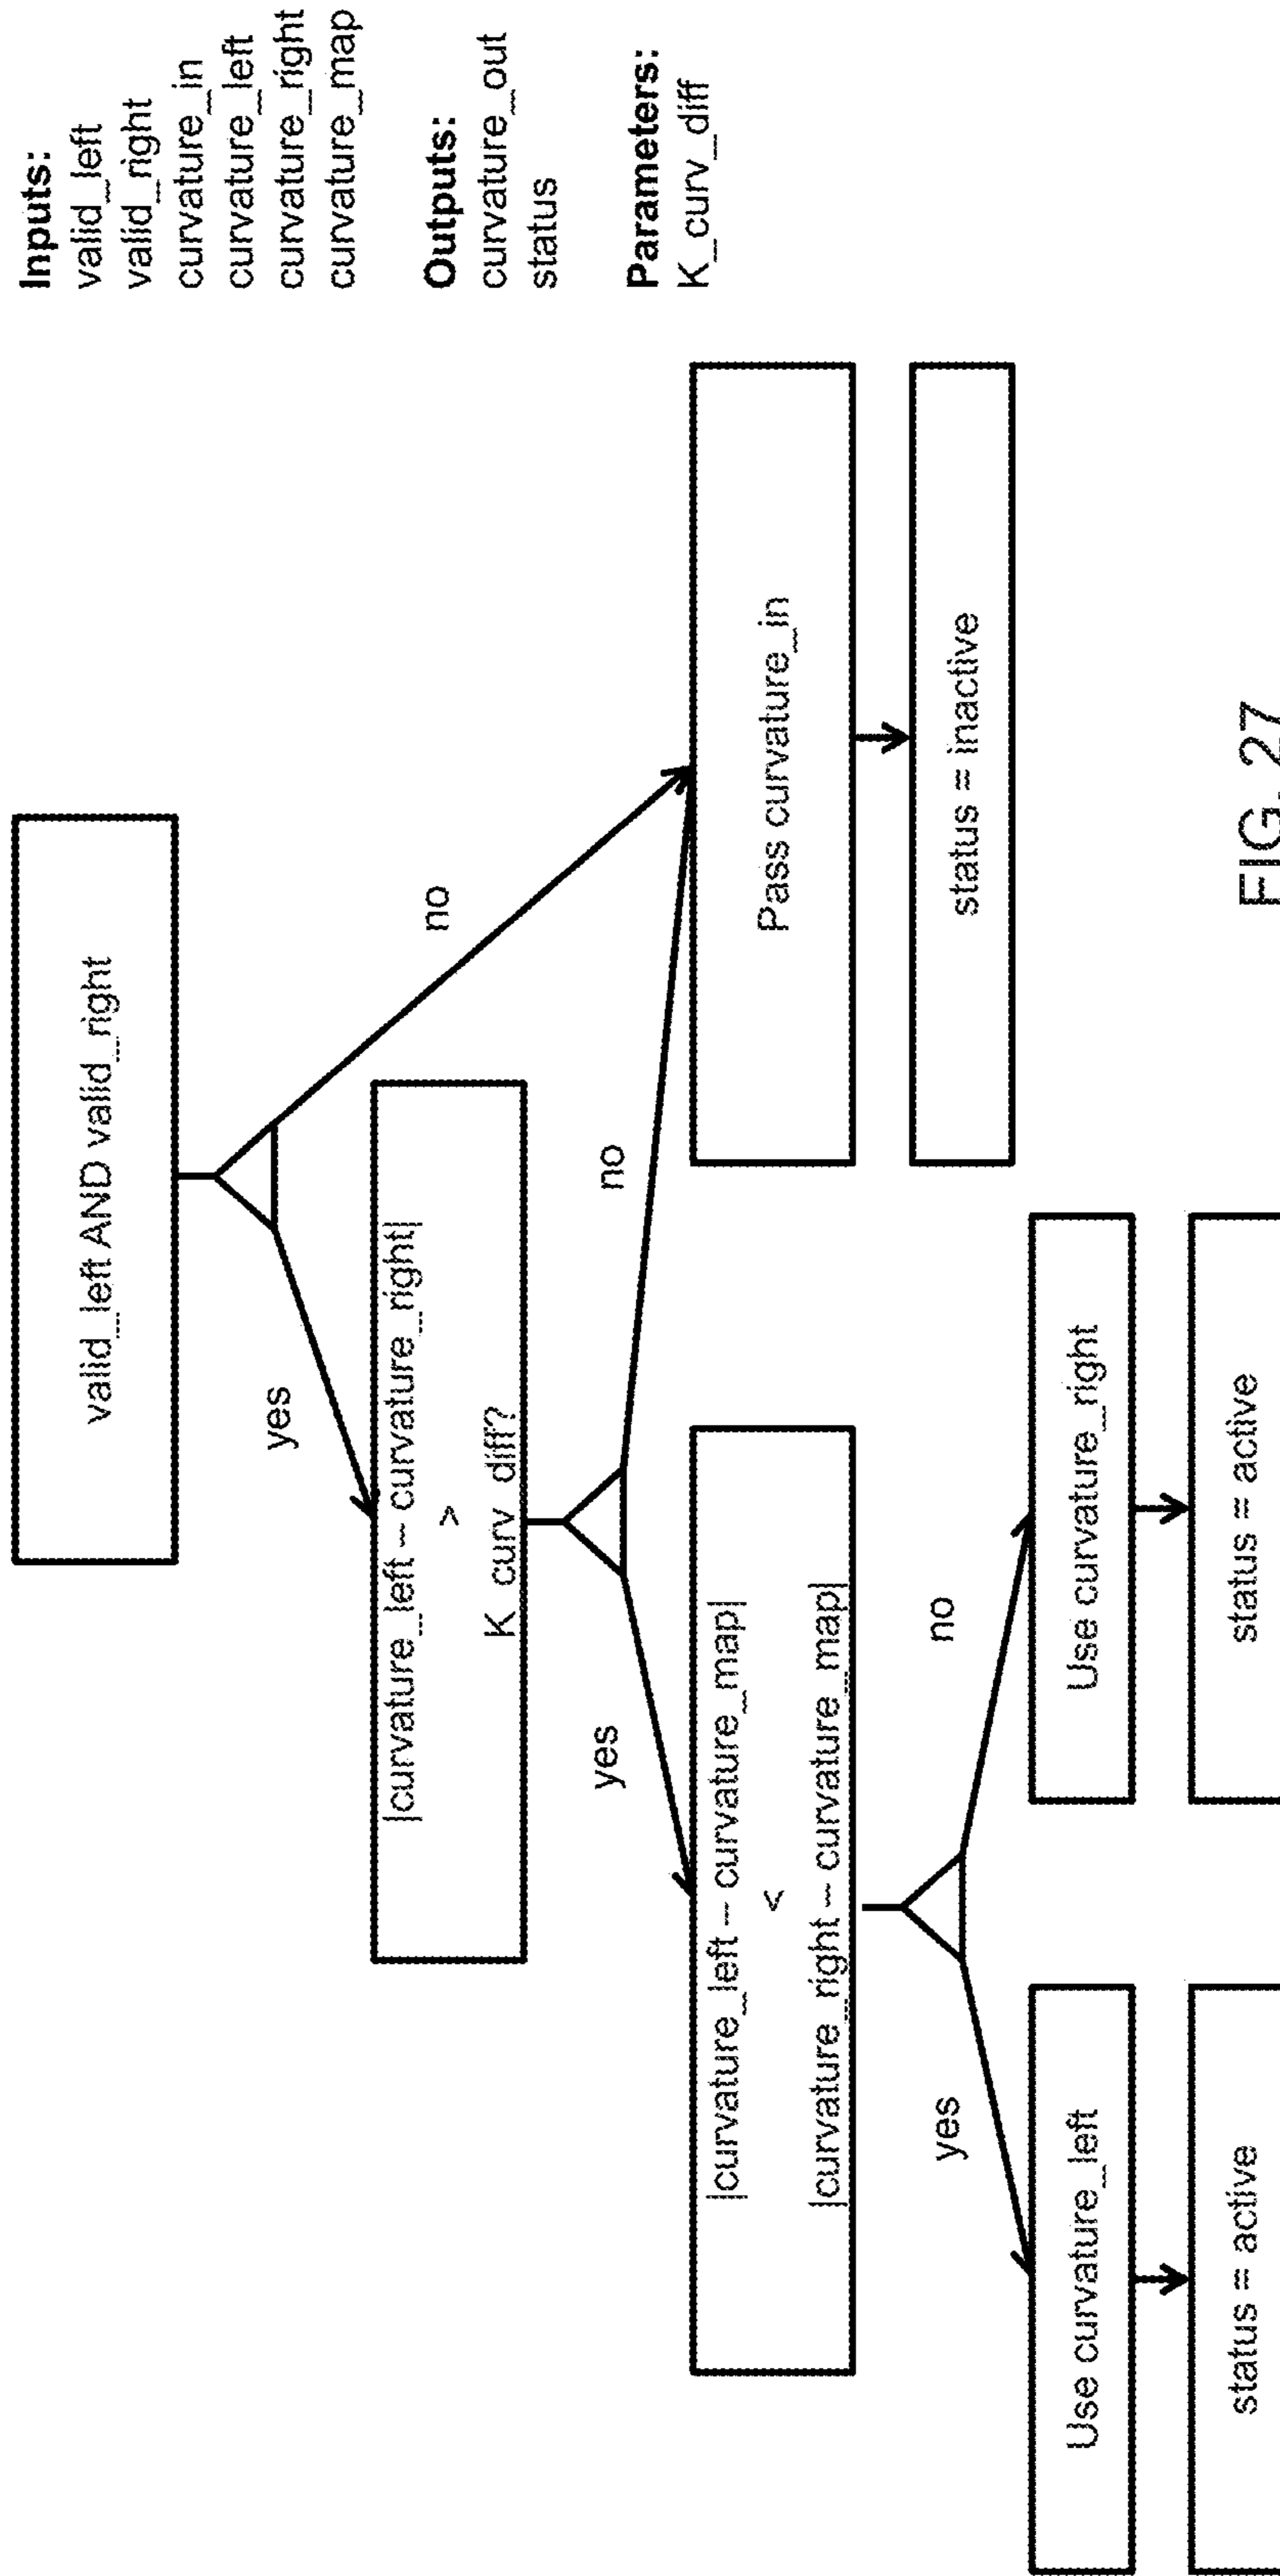 valid_left AND valid_right
yes
no
|curvature_left – curvature_right|
>
K_curv_diff?
yes
no
|curvature_left – curvature_map|
<
|curvature_right – curvature_map|
yes
no
Pass curvature_in
status = inactive
Use curvature_left
status = active
Use curvature_right
status = active
Inputs:
valid_left
valid_right
curvature_in
curvature_left
curvature_right
curvature_map
Outputs:
curvature_out
status
Parameters:
K_curv_diff
FIG. 27